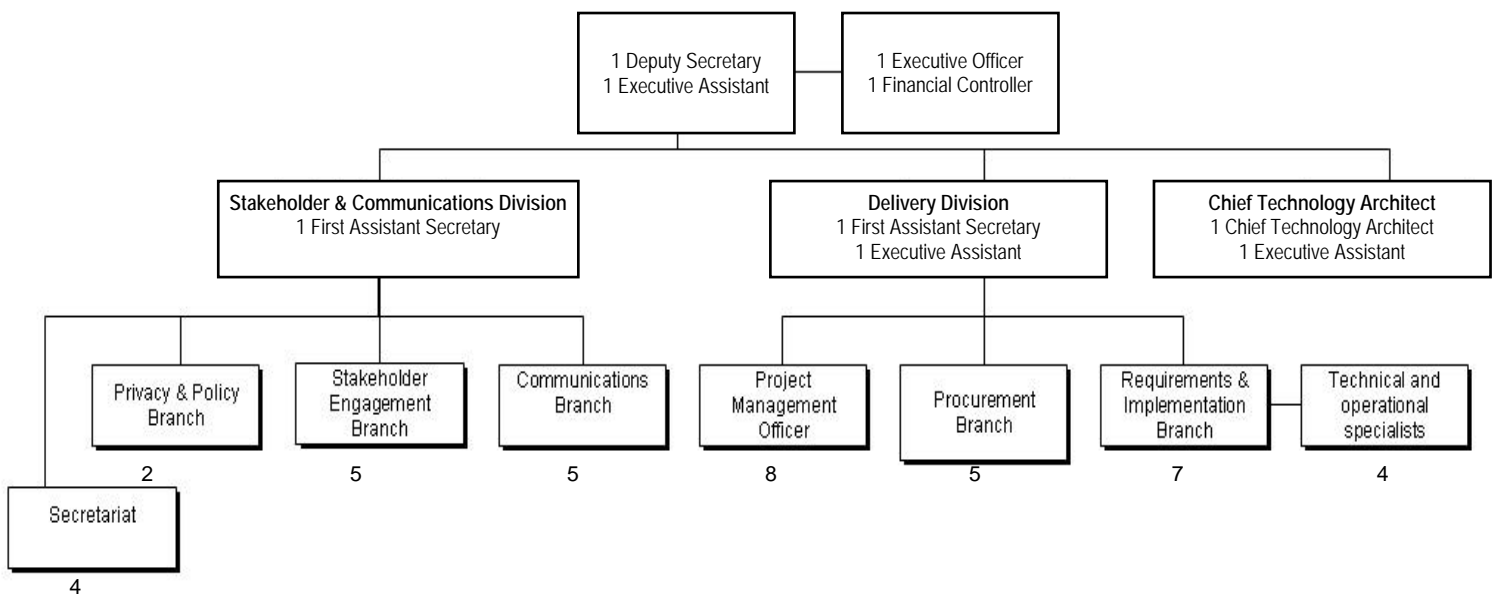 1 Deputy Secretary
1 Executive Assistant
1 Executive Officer
1 Financial Controller
Stakeholder & Communications Division
1 First Assistant Secretary
Delivery Division
1 First Assistant Secretary
1 Executive Assistant
Chief Technology Architect
1 Chief Technology Architect
1 Executive Assistant
Privacy & Policy
Branch
2
Stakeholder
Engagement
Branch
5
Communications
Branch
5
Project
Management
Officer
8
Procurement
Branch
5
Requirements &
Implementation
Branch
7
Technical and
operational
specialists
4
Secretariat
4